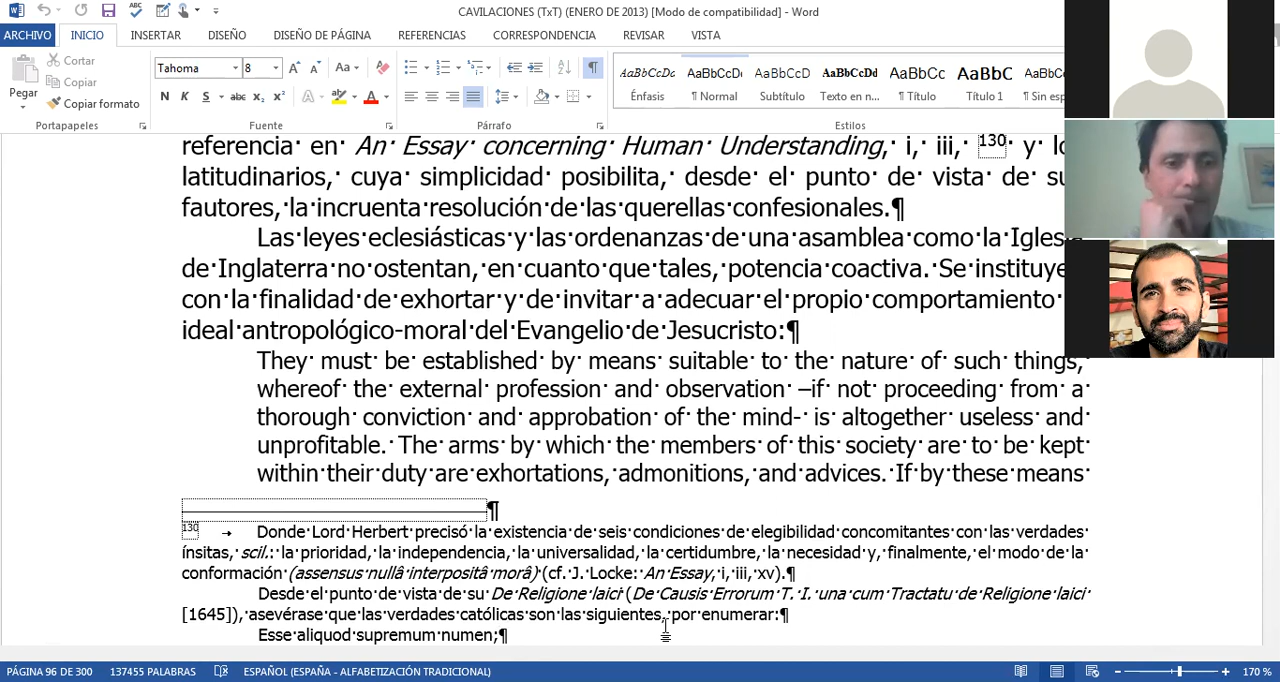 CAVILACIONES (TxT) (ENERO DE 2013) [Modo de compatibilidad] - Word
ARCHIVO INICIO INSERTAR DISEÑO DISEÑO DE PÁGINA REFERENCIAS CORRESPONDENCIA REVISAR VISTA
Pegar
Cortar
Copiar
Copiar formato
Portapapeles
Tahoma 8
Fuente
Párrafo
AaBbCcDc AaBbCcDc AaBbCcD AaBbCcDd AaBbCc AaBbC AaBbCc
Énfasis ¶ Normal Subtítulo Texto en n... ¶ Título Título 1 ¶ Sin esp
Estilos
referencia en An Essay concerning Human Understanding, i, iii, 130 y lo
latitudinarios, cuya simplicidad posibilita, desde el punto de vista de su
fautores, la incruenta resolución de las querellas confesionales.¶
Las leyes eclesiásticas y las ordenanzas de una asamblea como la Iglesia
de Inglaterra no ostentan, en cuanto que tales, potencia coactiva. Se instituye
con la finalidad de exhortar y de invitar a adecuar el propio comportamiento
ideal antropológico-moral del Evangelio de Jesucristo:¶
They must be established by means suitable to the nature of such things,
whereof the external profession and observation –if not proceeding from a
thorough conviction and approbation of the mind- is altogether useless and
unprofitable. The arms by which the members of this society are to be kept
within their duty are exhortations, admonitions, and advices. If by these means
¶
130 → Donde Lord Herbert precisó la existencia de seis condiciones de elegibilidad concomitantes con las verdades
ínsitas, scil.: la prioridad, la independencia, la universalidad, la certidumbre, la necesidad y, finalmente, el modo de la
conformación (assensus nullâ interpositâ morâ) (cf. J. Locke: An Essay, i, iii, xv).¶
Desde el punto de vista de su De Religione laici (De Causis Errorum T. I. una cum Tractatu de Religione laici
[1645]), asevérase que las verdades católicas son las siguientes, por enumerar:¶
Esse aliquod supremum numen;¶
PÁGINA 96 DE 300 137455 PALABRAS ESPAÑOL (ESPAÑA - ALFABETIZACIÓN TRADICIONAL) 170 %